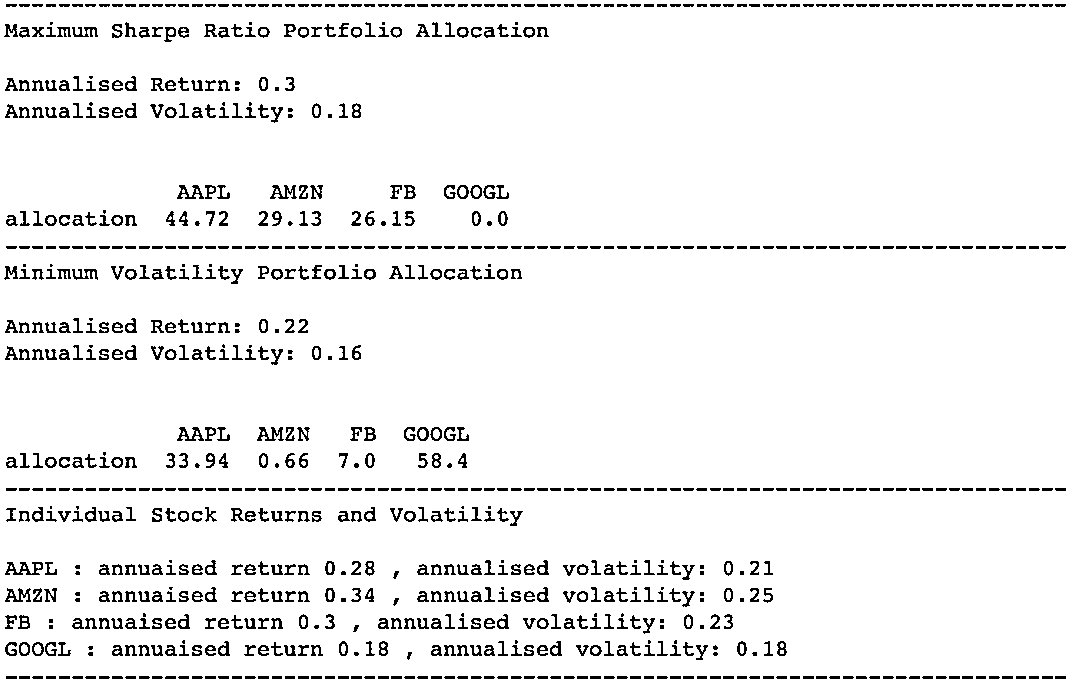 --------------------------------------------------------------------------------
Maximum Sharpe Ratio Portfolio Allocation
Annualised Return: 0.3
Annualised Volatility: 0.18
AAPL AMZN FB GOOGL
allocation 44.72 29.13 26.15 0.0
--------------------------------------------------------------------------------
Minimum Volatility Portfolio Allocation
Annualised Return: 0.22
Annualised Volatility: 0.16
AAPL AMZN FB GOOGL
allocation 33.94 0.66 7.0 58.4
--------------------------------------------------------------------------------
Individual Stock Returns and Volatility
AAPL : annuaised return 0.28 , annualised volatility: 0.21
AMZN : annuaised return 0.34 , annualised volatility: 0.25
FB : annuaised return 0.3 , annualised volatility: 0.23
GOOGL : annuaised return 0.18 , annualised volatility: 0.18
--------------------------------------------------------------------------------